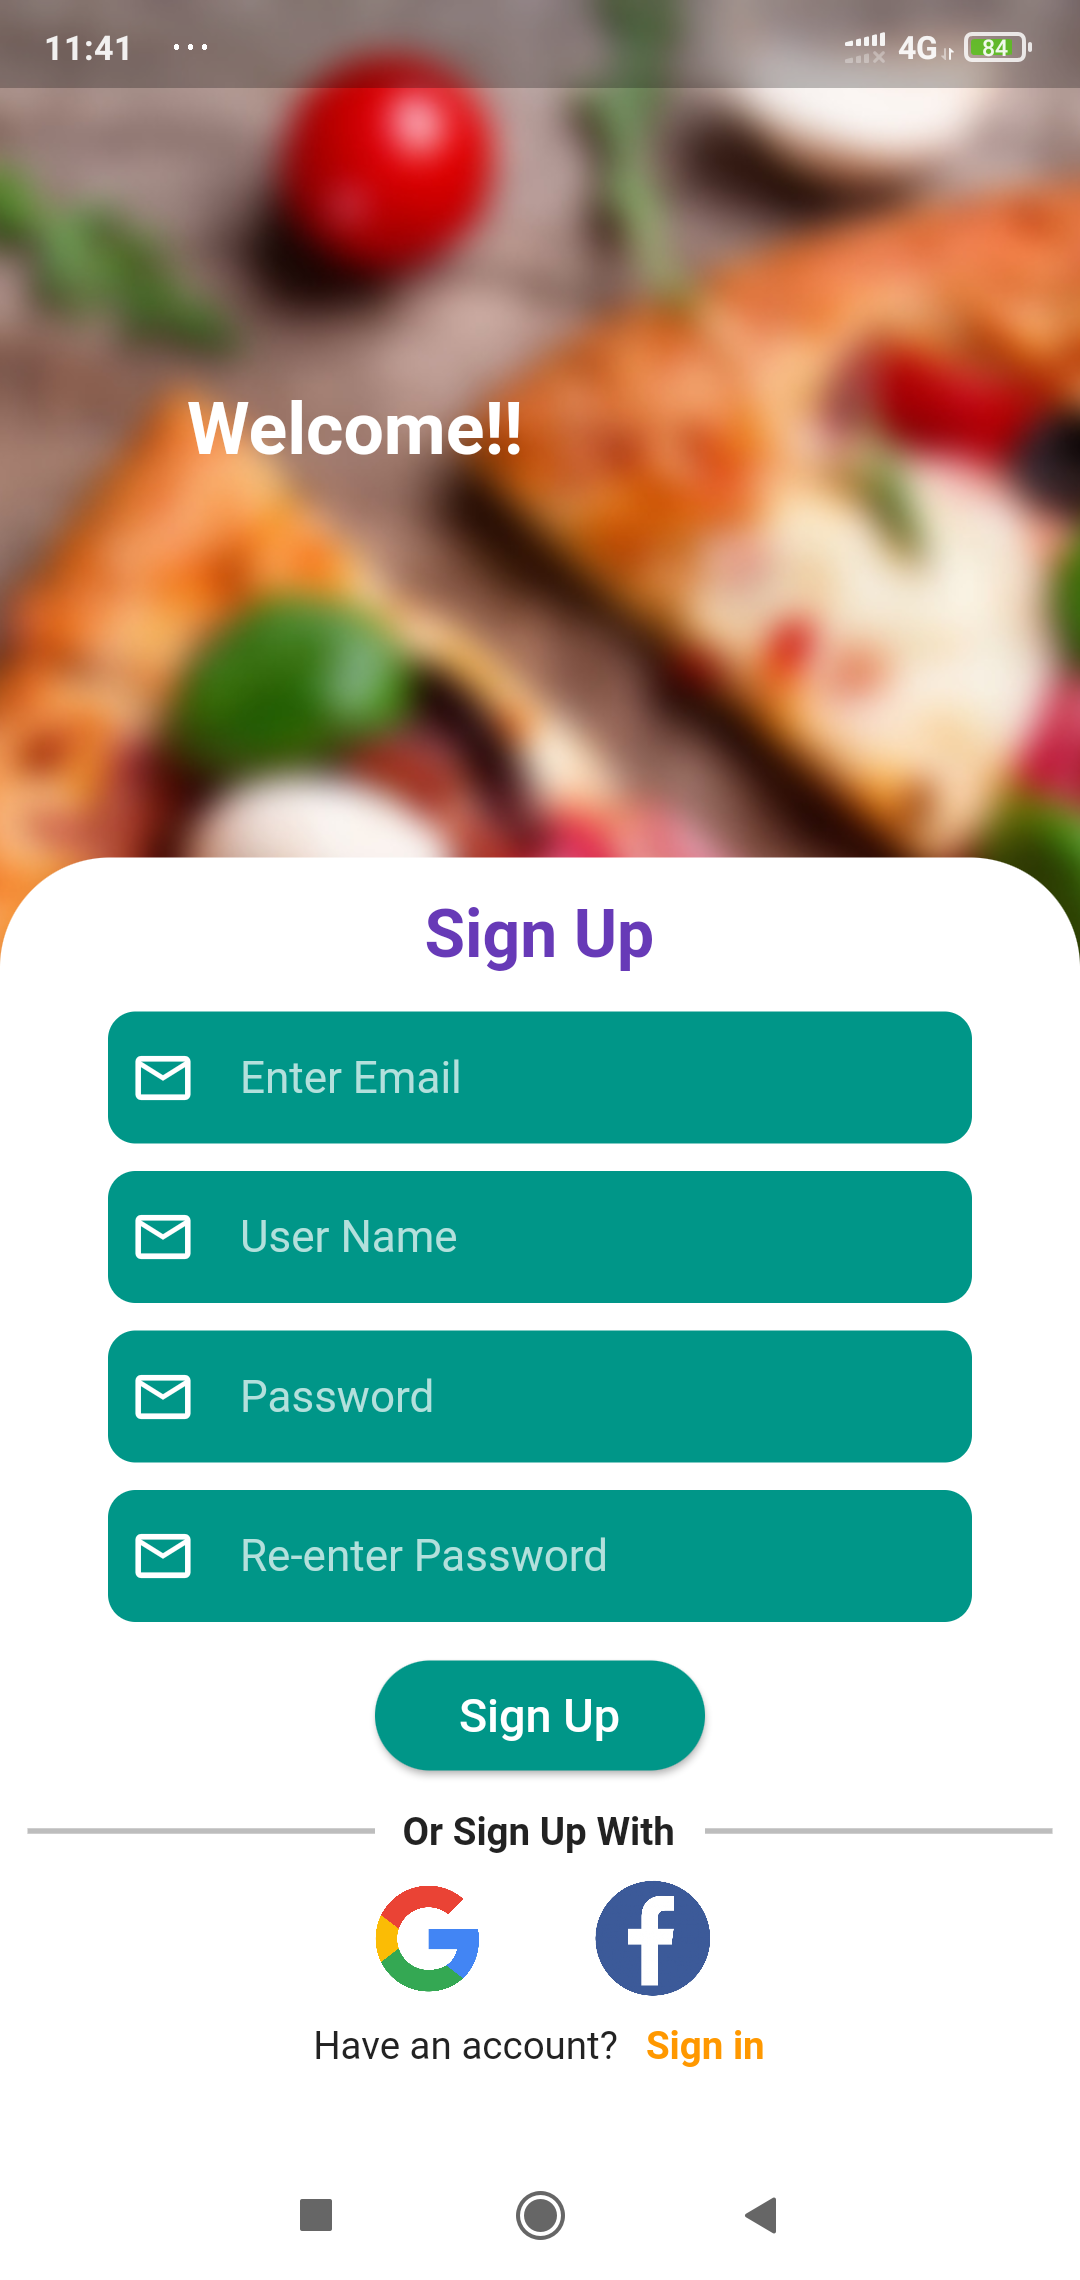 11:41 ... 4G 84
Welcome!!
Sign Up
Enter Email
User Name
Password
Re-enter Password
Sign Up
Or Sign Up With
Have an account? Sign in